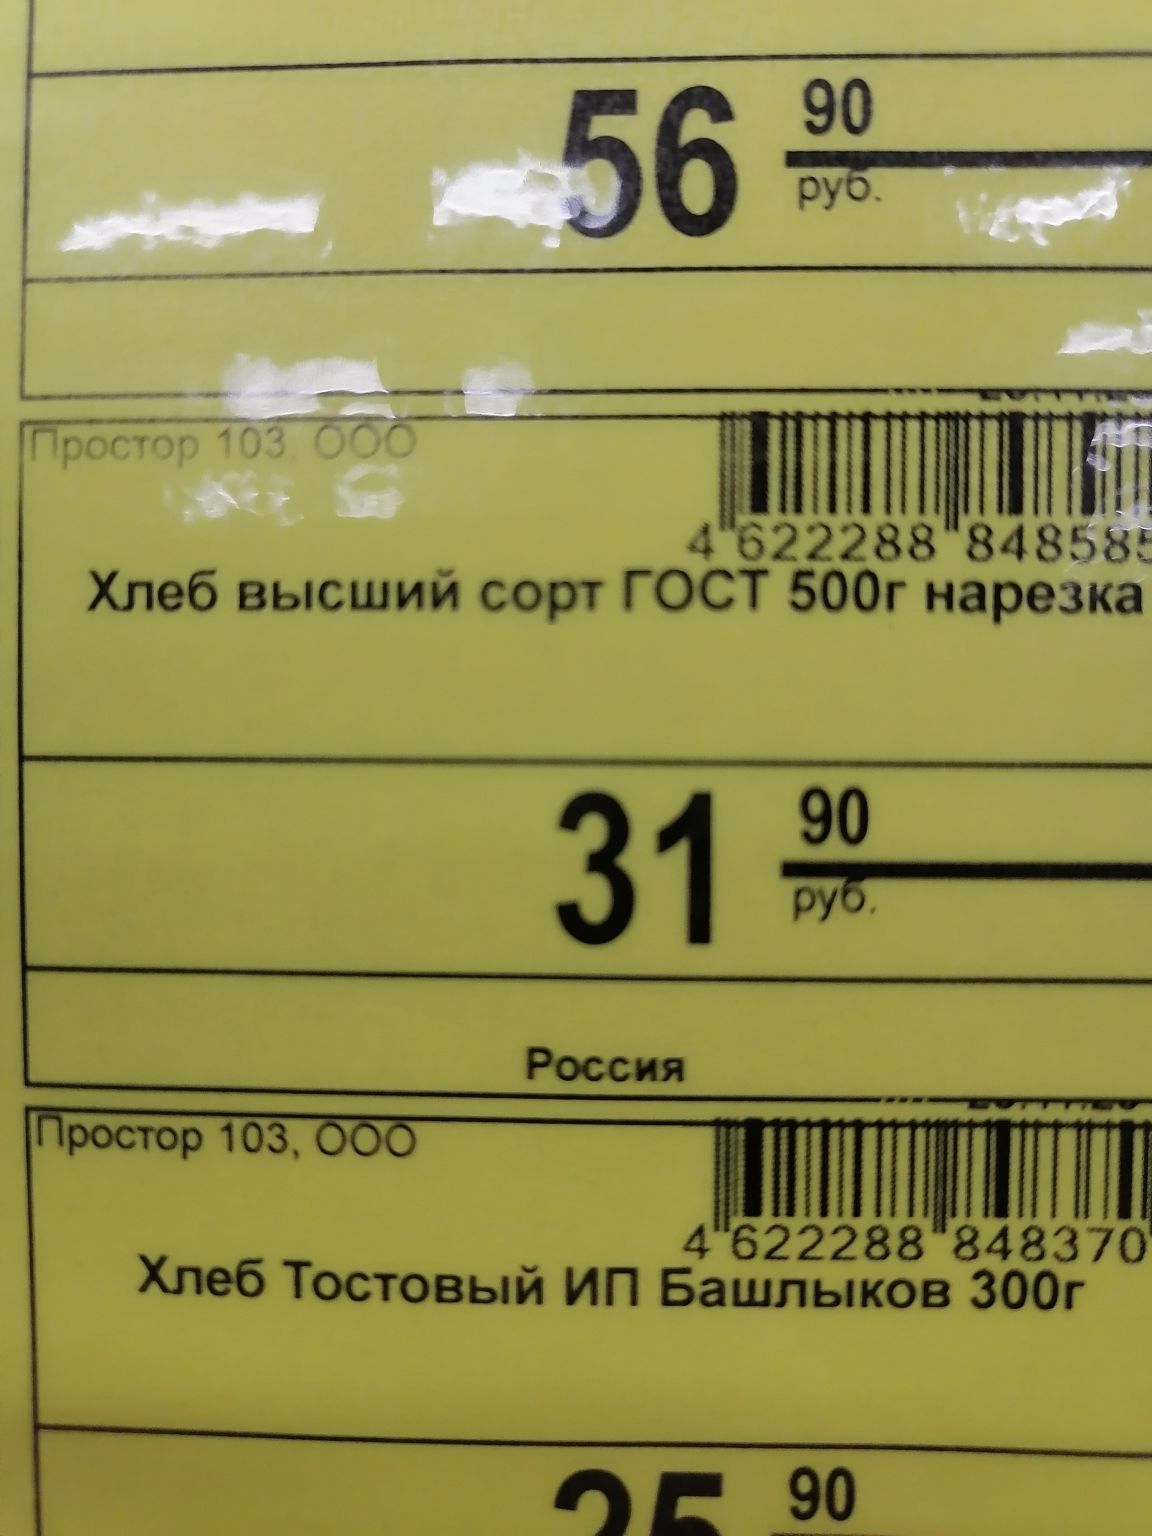 56 90
руб.
Простор 103, ООО
4 622288 848585
Хлеб высший сорт ГОСТ 500г нарезка
31 90
руб.
Россия
Простор 103, ООО
4 622288 848370
Хлеб Тостовый ИП Башлыков 300г
25 90